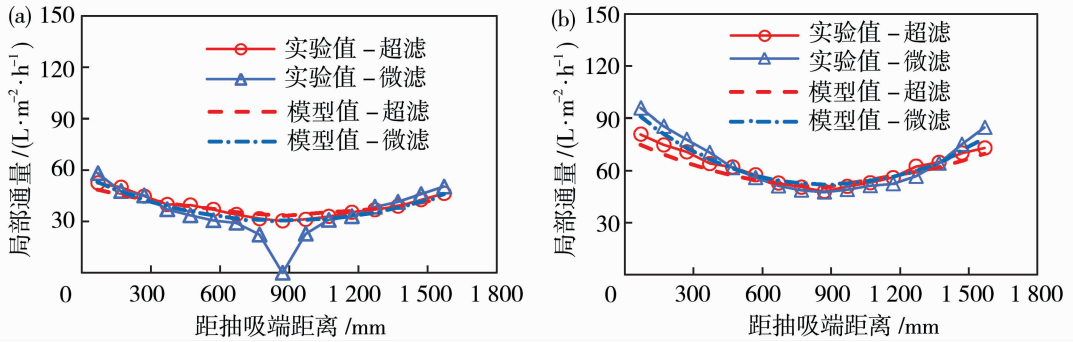 (a)
150
120
90
60
30
0
300
600
900
1 200
1 500
1 800
局部通量 /(L·m⁻²·h⁻¹)
距抽吸端距离 /mm
实验值 – 超滤
实验值 – 微滤
模型值 – 超滤
模型值 – 微滤
(b)
150
120
90
60
30
0
300
600
900
1 200
1 500
1 800
局部通量 /(L·m⁻²·h⁻¹)
距抽吸端距离 /mm
实验值 – 超滤
实验值 – 微滤
模型值 – 超滤
模型值 – 微滤